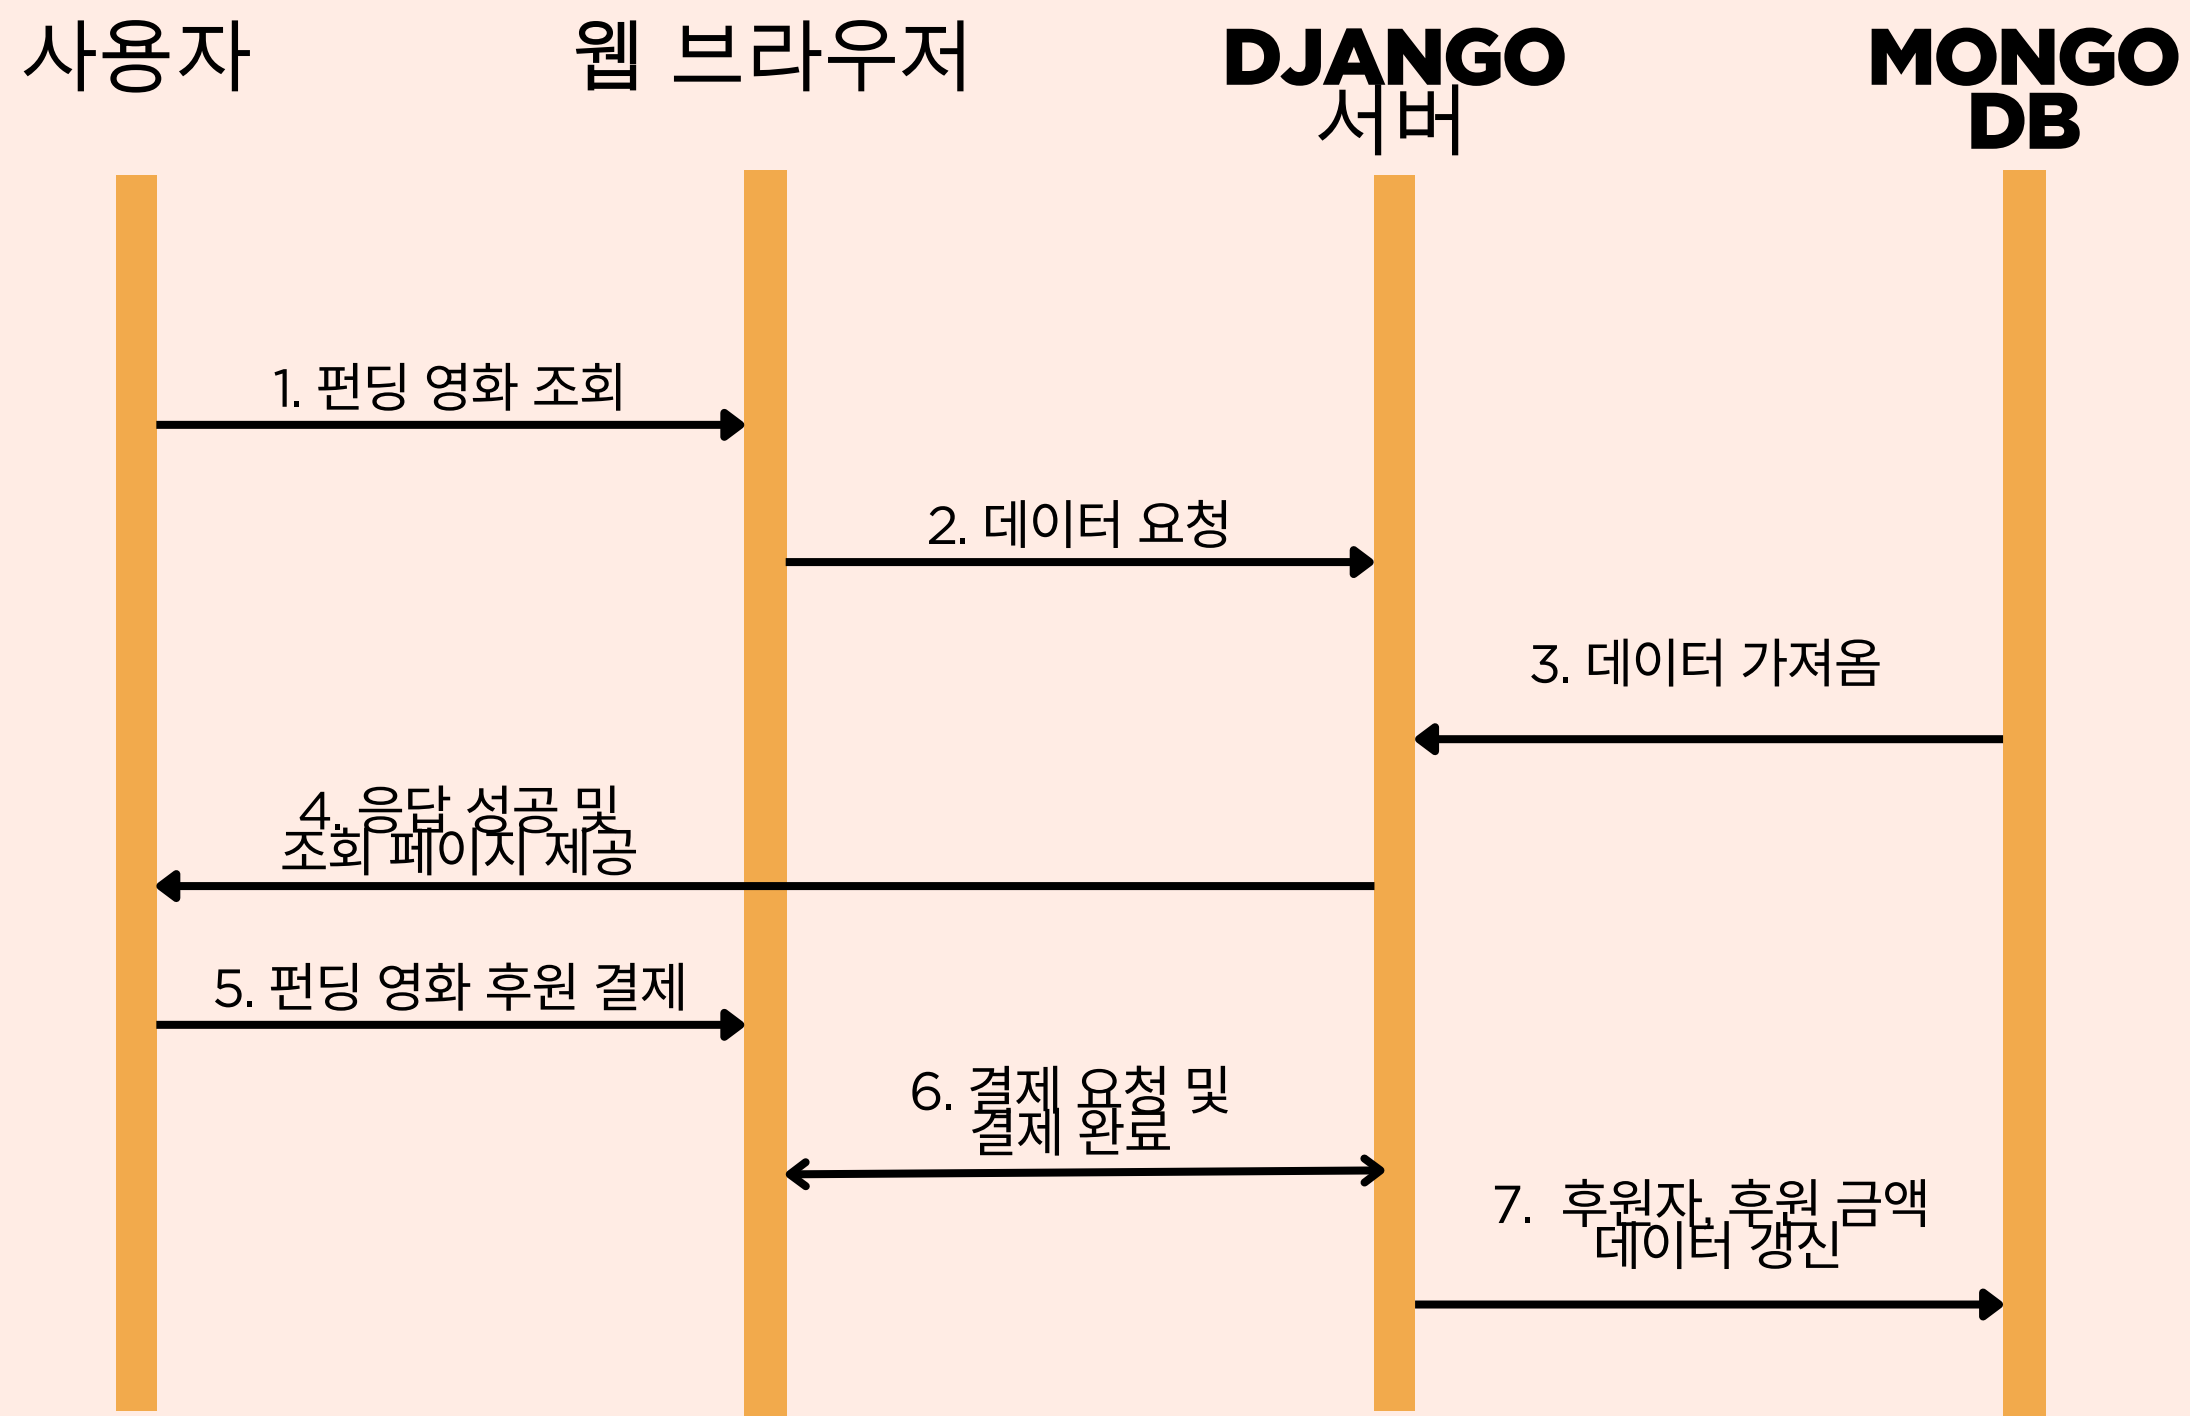 사용자
웹 브라우저
DJANGO
서버
MONGO
DB
1. 펀딩 영화 조회
2. 데이터 요청
3. 데이터 가져옴
4. 응답 성공 및
조회 페이지 제공
5. 펀딩 영화 후원 결제
6. 결제 요청 및
결제 완료
7. 후원자, 후원 금액
데이터 갱신